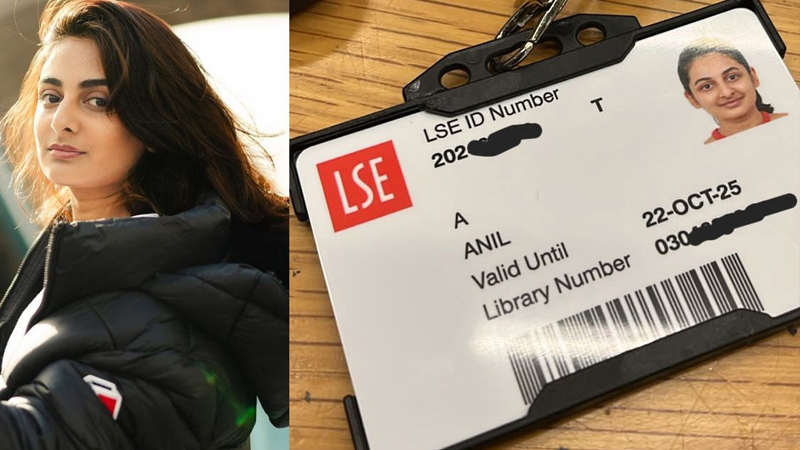 LSE ID Number
T
202
LSE
A
ANIL
Valid Until
22-OCT-25
Library Number
030